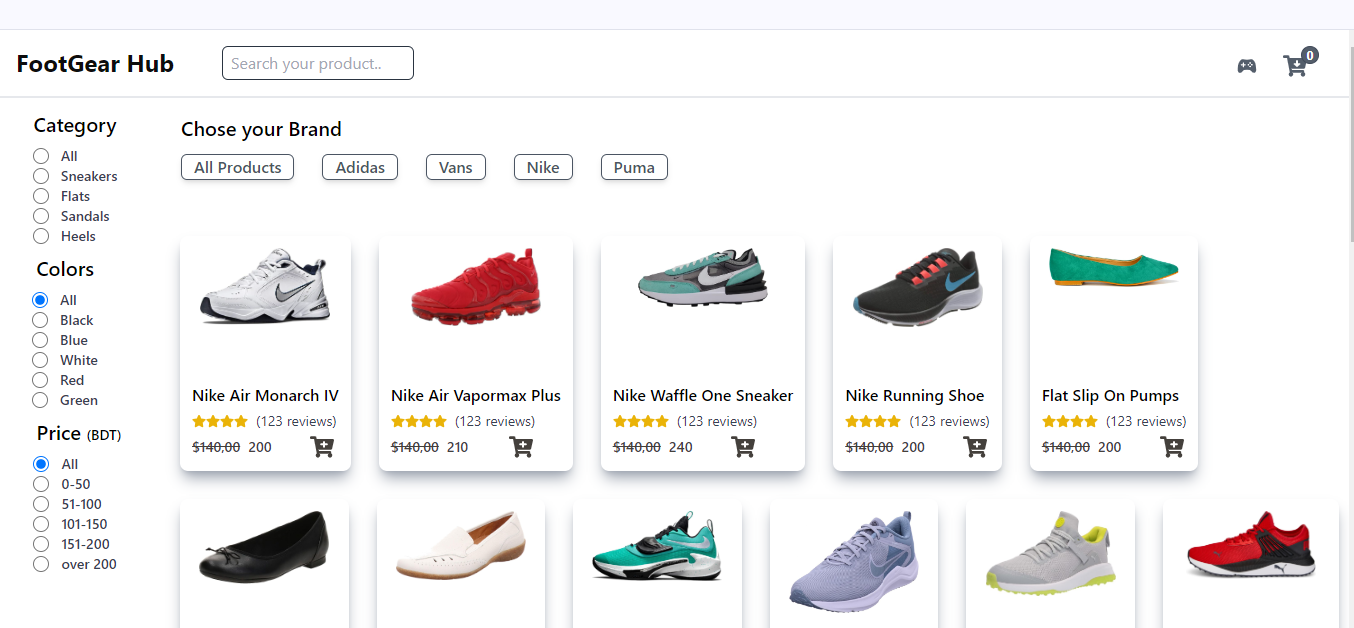 FootGear Hub
Search your product..
0
Category
All
Sneakers
Flats
Sandals
Heels
Colors
All
Black
Blue
White
Red
Green
Price (BDT)
All
0-50
51-100
101-150
151-200
over 200
Chose your Brand
All Products Adidas Vans Nike Puma
Nike Air Monarch IV
(123 reviews)
$140,00 200
Nike Air Vapormax Plus
(123 reviews)
$140,00 210
Nike Waffle One Sneaker
(123 reviews)
$140,00 240
Nike Running Shoe
(123 reviews)
$140,00 200
Flat Slip On Pumps
(123 reviews)
$140,00 200